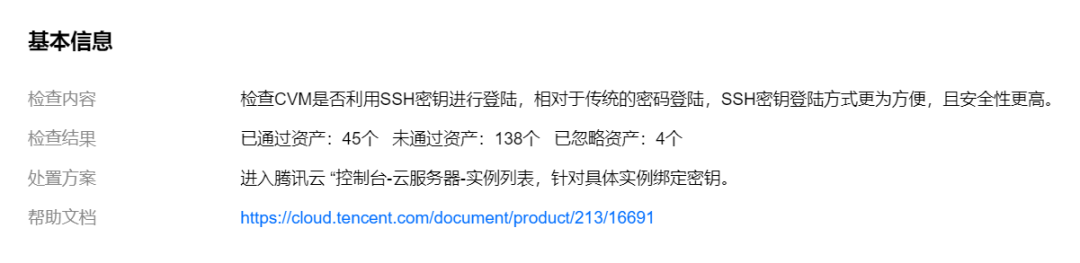 基本信息
检查内容 检查CVM是否利用SSH密钥进行登陆，相对于传统的密码登陆，SSH密钥登陆方式更为方便，且安全性更高。
检查结果 已通过资产：45个 未通过资产：138个 已忽略资产：4个
处置方案 进入腾讯云 “控制台-云服务器-实例列表，针对具体实例绑定密钥。
帮助文档 https://cloud.tencent.com/document/product/213/16691